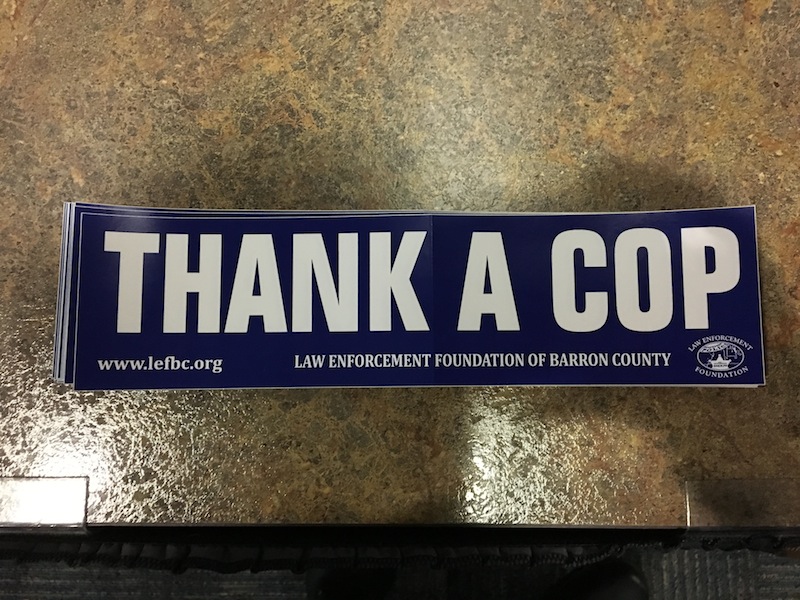 THANK A COP
www.lefbc.org
LAW ENFORCEMENT FOUNDATION OF BARRON COUNTY
LAW ENFORCEMENT
FOUNDATION